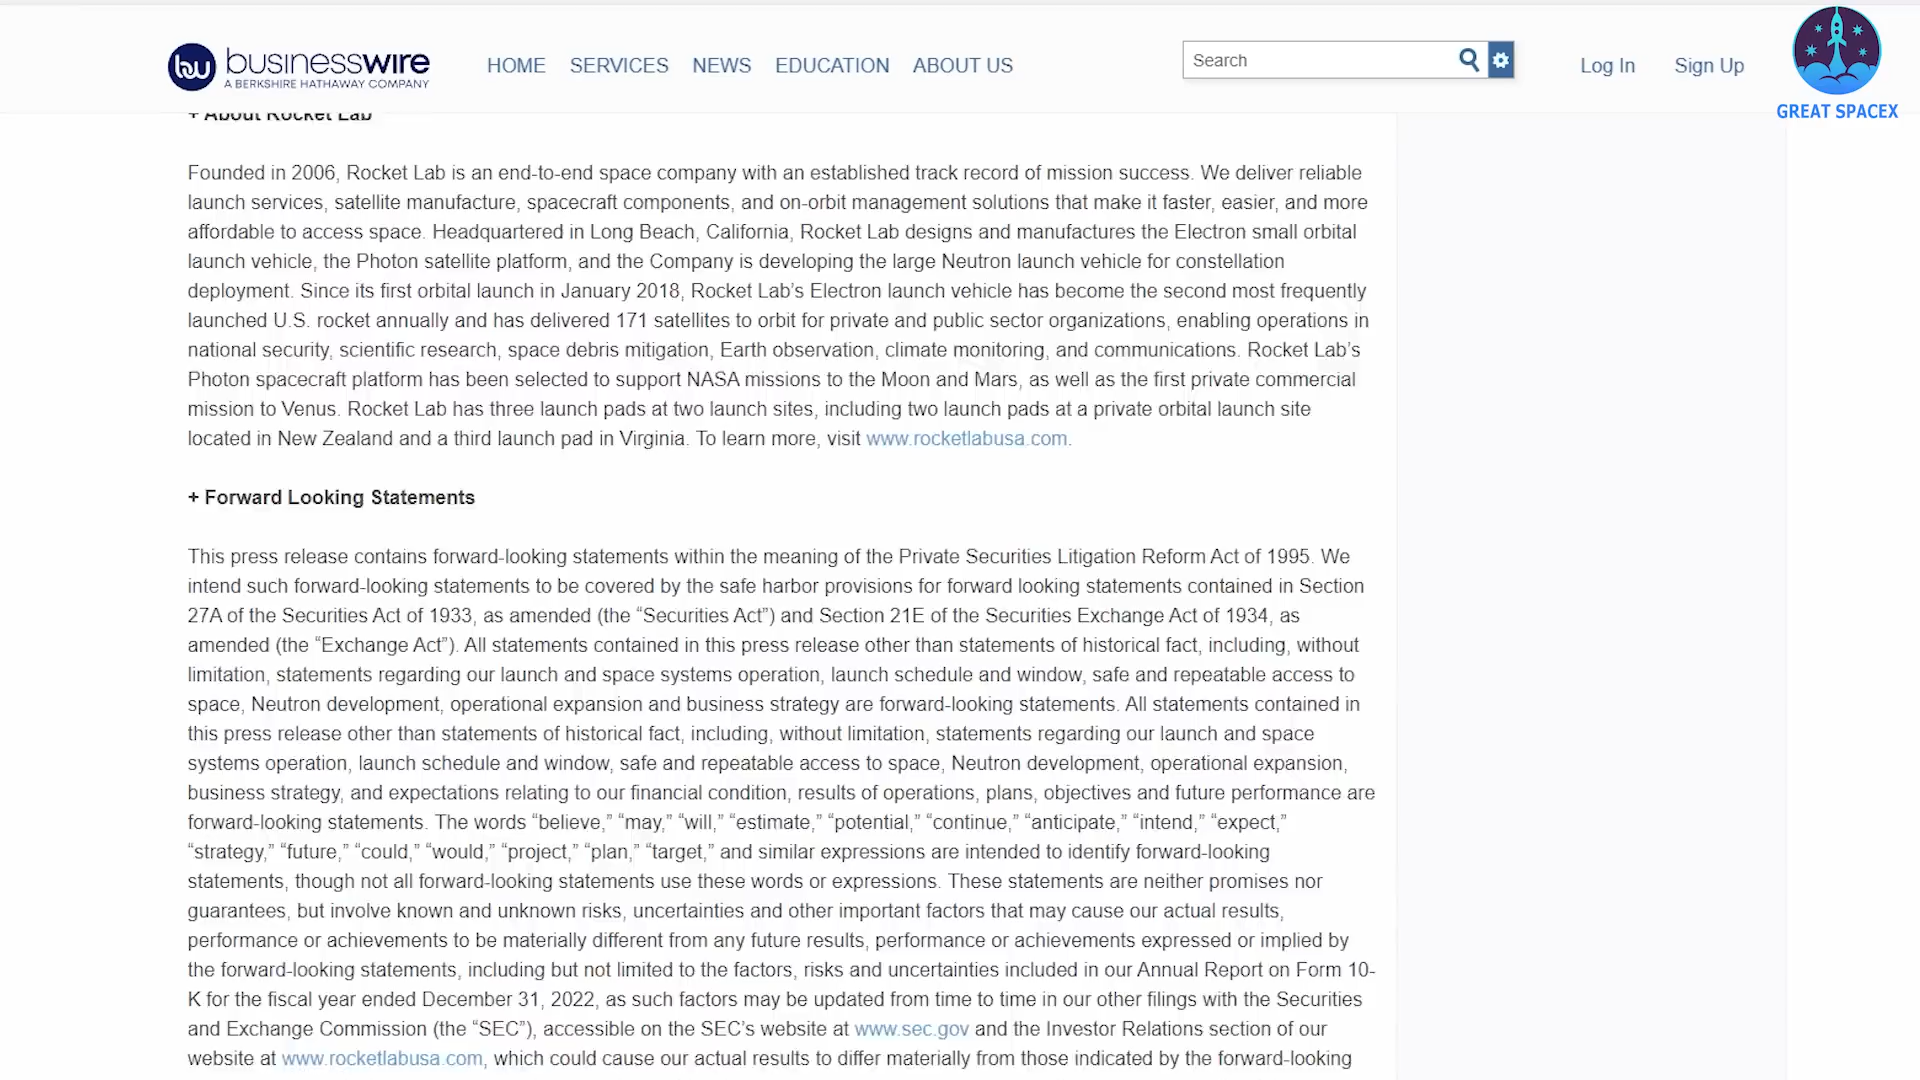 businesswire
A BERKSHIRE HATHAWAY COMPANY
HOME SERVICES NEWS EDUCATION ABOUT US
Search
Log In Sign Up
GREAT SPACEX
+ About Rocket Lab
Founded in 2006, Rocket Lab is an end-to-end space company with an established track record of mission success. We deliver reliable
launch services, satellite manufacture, spacecraft components, and on-orbit management solutions that make it faster, easier, and more
affordable to access space. Headquartered in Long Beach, California, Rocket Lab designs and manufactures the Electron small orbital
launch vehicle, the Photon satellite platform, and the Company is developing the large Neutron launch vehicle for constellation
deployment. Since its first orbital launch in January 2018, Rocket Lab’s Electron launch vehicle has become the second most frequently
launched U.S. rocket annually and has delivered 171 satellites to orbit for private and public sector organizations, enabling operations in
national security, scientific research, space debris mitigation, Earth observation, climate monitoring, and communications. Rocket Lab’s
Photon spacecraft platform has been selected to support NASA missions to the Moon and Mars, as well as the first private commercial
mission to Venus. Rocket Lab has three launch pads at two launch sites, including two launch pads at a private orbital launch site
located in New Zealand and a third launch pad in Virginia. To learn more, visit www.rocketlabusa.com.
+ Forward Looking Statements
This press release contains forward-looking statements within the meaning of the Private Securities Litigation Reform Act of 1995. We
intend such forward-looking statements to be covered by the safe harbor provisions for forward looking statements contained in Section
27A of the Securities Act of 1933, as amended (the “Securities Act”) and Section 21E of the Securities Exchange Act of 1934, as
amended (the “Exchange Act”). All statements contained in this press release other than statements of historical fact, including, without
limitation, statements regarding our launch and space systems operation, launch schedule and window, safe and repeatable access to
space, Neutron development, operational expansion and business strategy are forward-looking statements. All statements contained in
this press release other than statements of historical fact, including, without limitation, statements regarding our launch and space
systems operation, launch schedule and window, safe and repeatable access to space, Neutron development, operational expansion,
business strategy, and expectations relating to our financial condition, results of operations, plans, objectives and future performance are
forward-looking statements. The words “believe,” “may,” “will,” “estimate,” “potential,” “continue,” “anticipate,” “intend,” “expect,”
“strategy,” “future,” “could,” “would,” “project,” “plan,” “target,” and similar expressions are intended to identify forward-looking
statements, though not all forward-looking statements use these words or expressions. These statements are neither promises nor
guarantees, but involve known and unknown risks, uncertainties and other important factors that may cause our actual results,
performance or achievements to be materially different from any future results, performance or achievements expressed or implied by
the forward-looking statements, including but not limited to the factors, risks and uncertainties included in our Annual Report on Form 10-
K for the fiscal year ended December 31, 2022, as such factors may be updated from time to time in our other filings with the Securities
and Exchange Commission (the “SEC”), accessible on the SEC’s website at www.sec.gov and the Investor Relations section of our
website at www.rocketlabusa.com, which could cause our actual results to differ materially from those indicated by the forward-looking